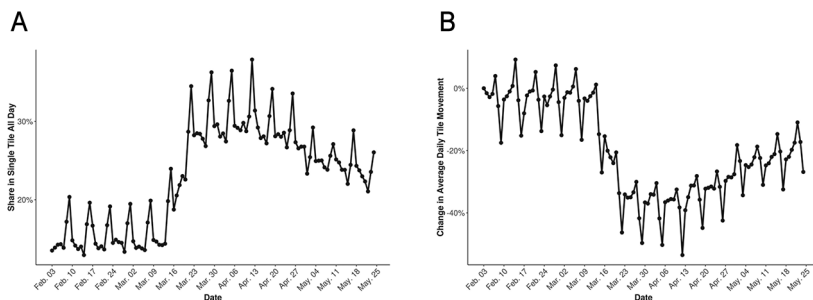 A
Share in Single Tile All Day
30%
20%
Feb. 03
Feb. 10
Feb. 17
Feb. 24
Mar. 02
Mar. 09
Mar. 16
Mar. 23
Mar. 30
Apr. 06
Apr. 13
Apr. 20
Apr. 27
May. 04
May. 11
May. 18
May. 25
Date
B
Change in Average Daily Tile Movement
0%
-20%
-40%
Feb. 03
Feb. 10
Feb. 17
Feb. 24
Mar. 02
Mar. 09
Mar. 16
Mar. 23
Mar. 30
Apr. 06
Apr. 13
Apr. 20
Apr. 27
May. 04
May. 11
May. 18
May. 25
Date